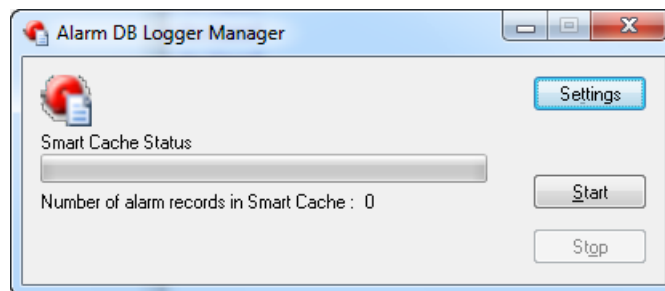 Alarm DB Logger Manager
Settings
Smart Cache Status
Number of alarm records in Smart Cache : 0
Start
Stop